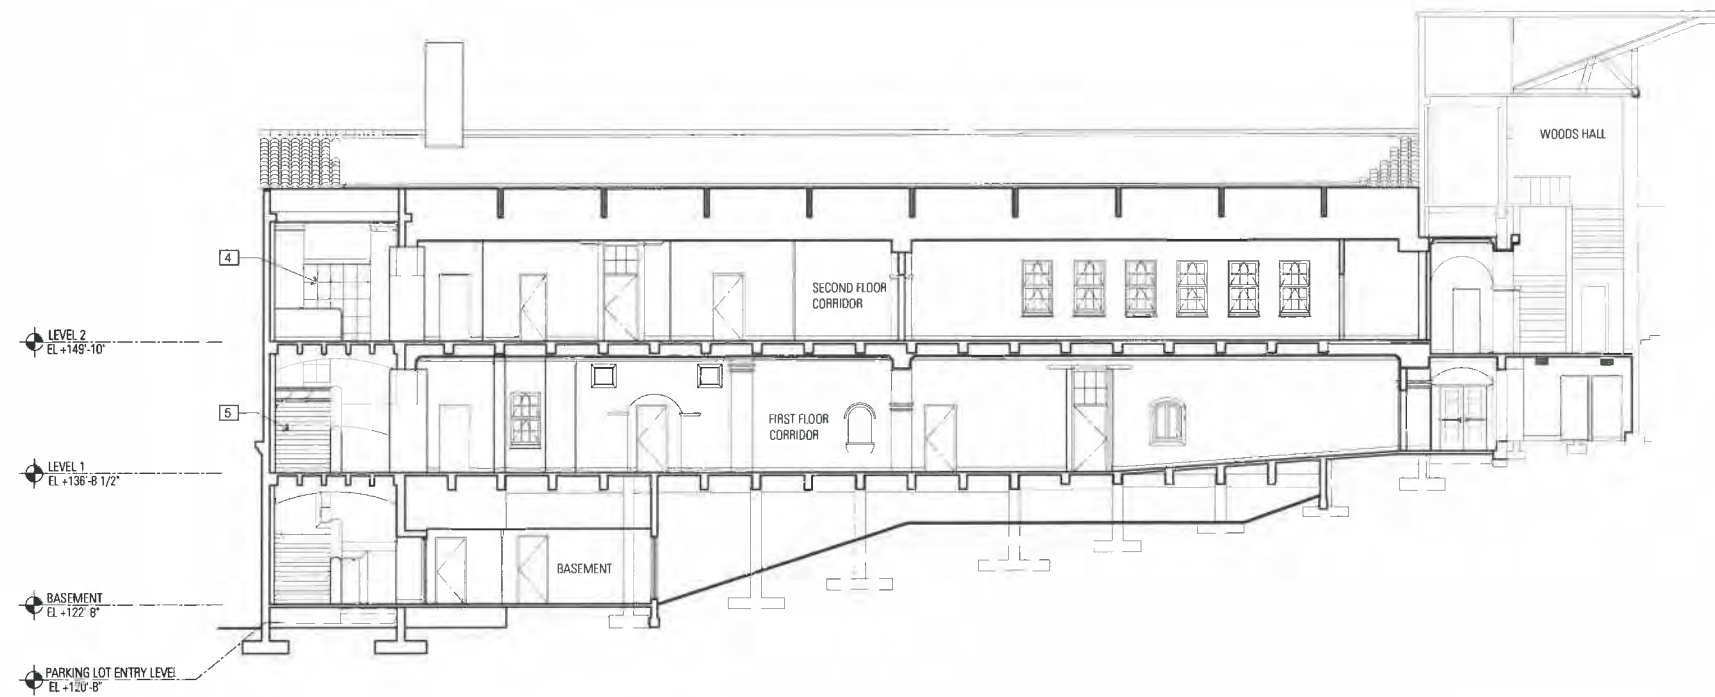 WOODS HALL
4
SECOND FLOOR
CORRIDOR
LEVEL 2
EL +149'-10"
5
FIRST FLOOR
CORRIDOR
LEVEL 1
EL +136'-8 1/2"
BASEMENT
BASEMENT
EL +122'-8"
PARKING LOT ENTRY LEVEL
EL +120'-8"